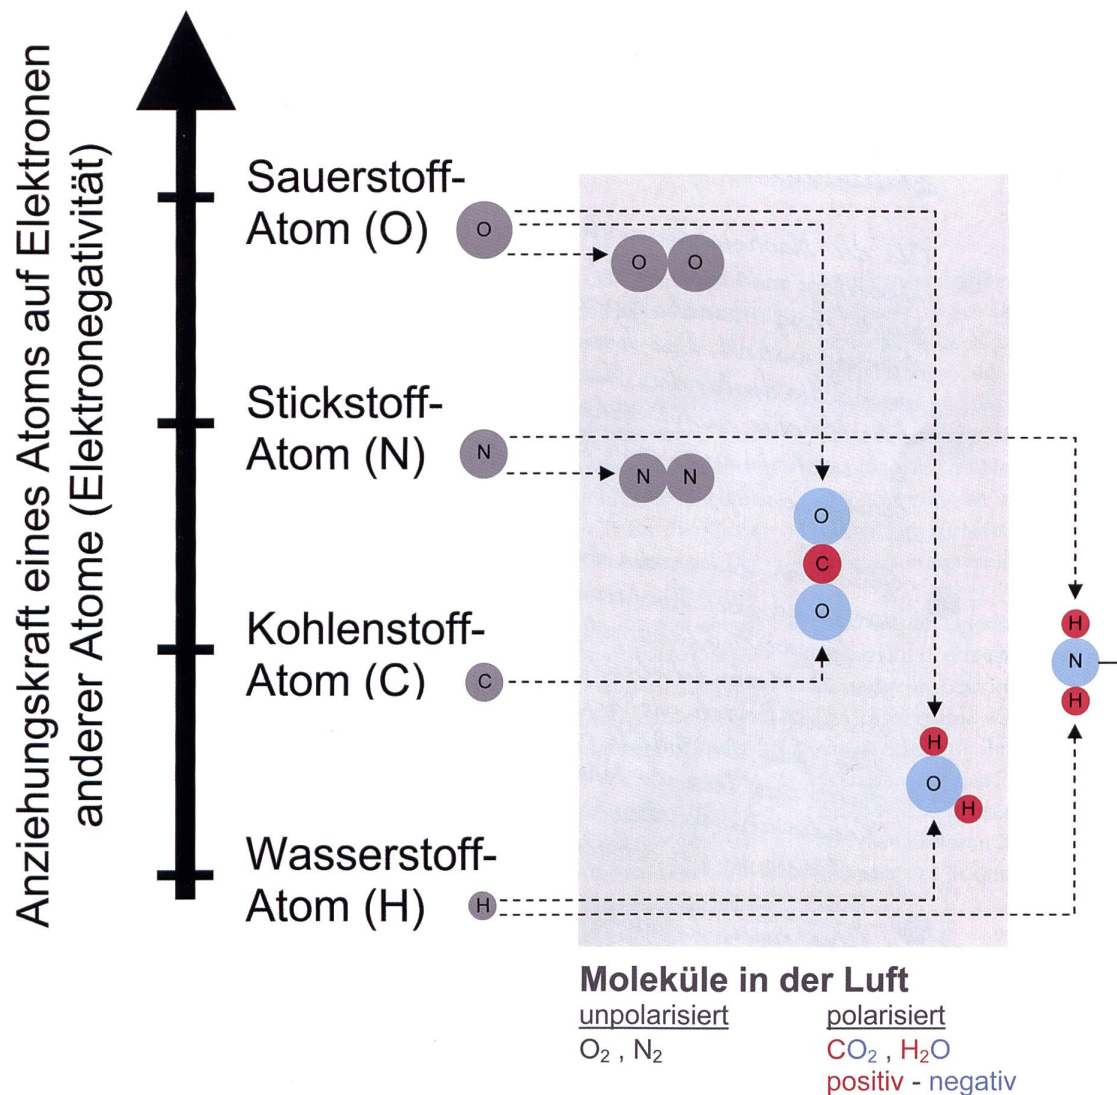 Anziehungskraft eines Atoms auf Elektronen
anderer Atome (Elektronegativität)
Sauerstoff-
Atom (O)
O
O
O
Stickstoff-
Atom (N)
N
N
N
O
C
O
Kohlenstoff-
Atom (C)
C
H
N
H
H
O
H
Wasserstoff-
Atom (H)
H
Moleküle in der Luft
unpolarisiert
O₂ , N₂
polarisiert
CO₂ , H₂O
positiv - negativ